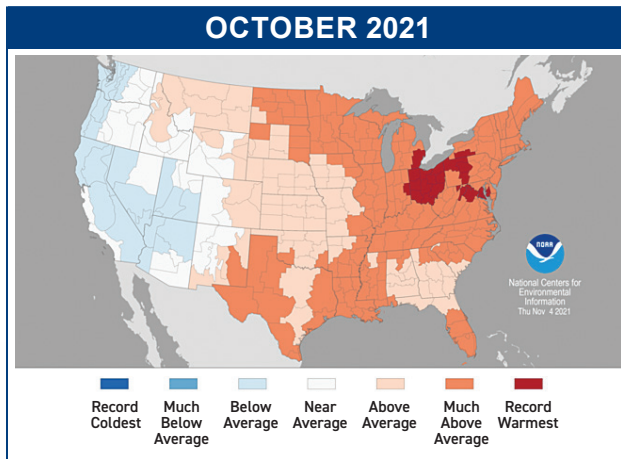 OCTOBER 2021
NOAA
National Centers for
Environmental
Information
Thu Nov 4 2021
Record
Coldest
Much
Below
Average
Below
Average
Near
Average
Above
Average
Much
Above
Average
Record
Warmest